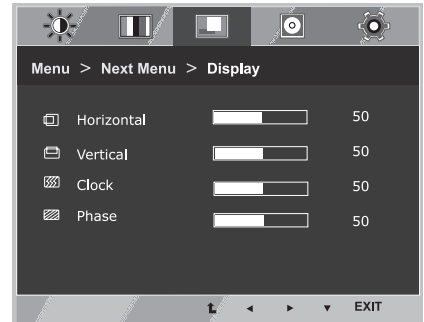 Menu > Next Menu > Display
Horizontal 50
Vertical 50
Clock 50
Phase 50
EXIT